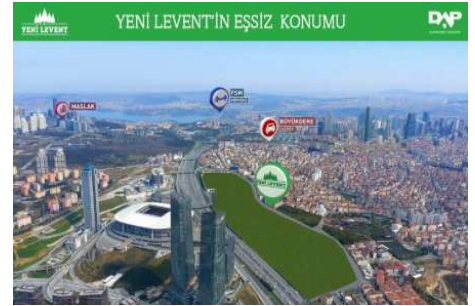 YENİ LEVENT
YENİ LEVENT'İN EŞSİZ KONUMU
DAP
MASLAK
FSM
BÜYÜKDERE
YENİ LEVENT